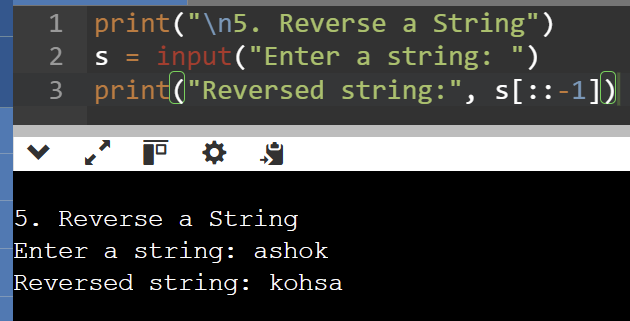 1 print("\n5. Reverse a String")
2 s = input("Enter a string: ")
3 print("Reversed string:", s[::-1])
5. Reverse a String
Enter a string: ashok
Reversed string: kohsa